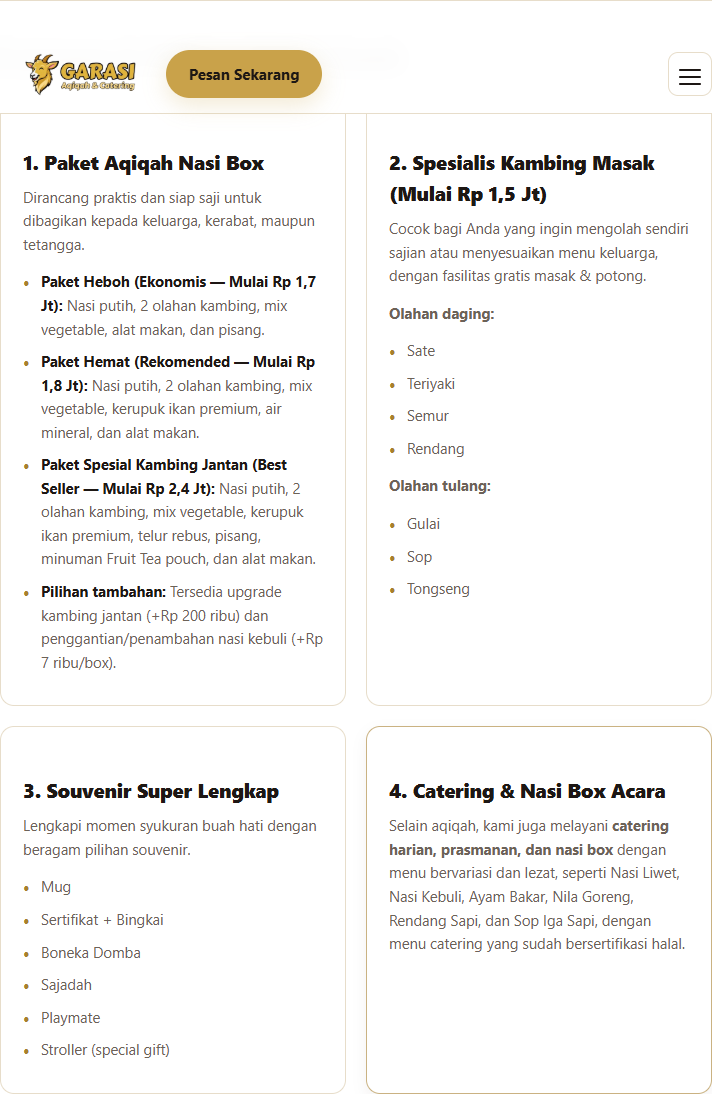 GARASI
Aqiqah & Catering
Pesan Sekarang
1. Paket Aqiqah Nasi Box
Dirancang praktis dan siap saji untuk
dibagikan kepada keluarga, kerabat, maupun
tetangga.
• Paket Heboh (Ekonomis — Mulai Rp 1,7
Jt): Nasi putih, 2 olahan kambing, mix
vegetable, alat makan, dan pisang.
• Paket Hemat (Rekomended — Mulai Rp
1,8 Jt): Nasi putih, 2 olahan kambing, mix
vegetable, kerupuk ikan premium, air
mineral, dan alat makan.
• Paket Spesial Kambing Jantan (Best
Seller — Mulai Rp 2,4 Jt): Nasi putih, 2
olahan kambing, mix vegetable, kerupuk
ikan premium, telur rebus, pisang,
minuman Fruit Tea pouch, dan alat makan.
• Pilihan tambahan: Tersedia upgrade
kambing jantan (+Rp 200 ribu) dan
penggantian/penambahan nasi kebuli (+Rp
7 ribu/box).
2. Spesialis Kambing Masak
(Mulai Rp 1,5 Jt)
Cocok bagi Anda yang ingin mengolah sendiri
sajian atau menyesuaikan menu keluarga,
dengan fasilitas gratis masak & potong.
Olahan daging:
• Sate
• Teriyaki
• Semur
• Rendang
Olahan tulang:
• Gulai
• Sop
• Tongseng
3. Souvenir Super Lengkap
Lengkapi momen syukuran buah hati dengan
beragam pilihan souvenir.
• Mug
• Sertifikat + Bingkai
• Boneka Domba
• Sajadah
• Playmate
• Stroller (special gift)
4. Catering & Nasi Box Acara
Selain aqiqah, kami juga melayani catering
harian, prasmanan, dan nasi box dengan
menu bervariasi dan lezat, seperti Nasi Liwet,
Nasi Kebuli, Ayam Bakar, Nila Goreng,
Rendang Sapi, dan Sop Iga Sapi, dengan
menu catering yang sudah bersertifikasi halal.